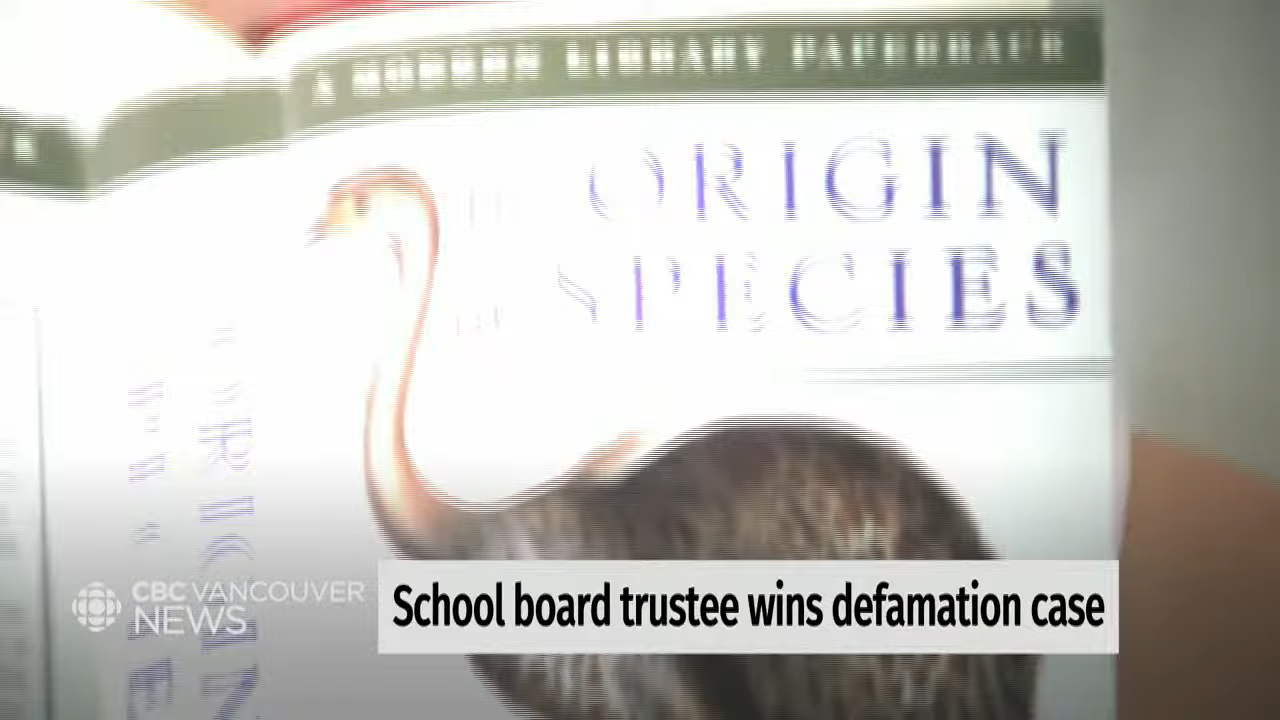 A MODERN LIBRARY PAPERBACK
ORIGIN
SPECIES
CBC VANCOUVER
NEWS
School board trustee wins defamation case